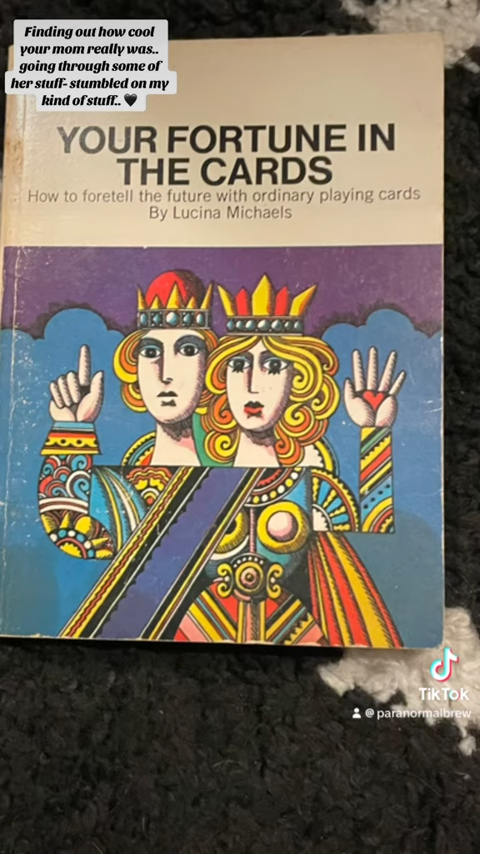 Finding out how cool
your mom really was..
going through some of
her stuff- stumbled on my
kind of stuff.. 🖤
YOUR FORTUNE IN
THE CARDS
How to foretell the future with ordinary playing cards
By Lucina Michaels
TikTok
@ paranormalbrew